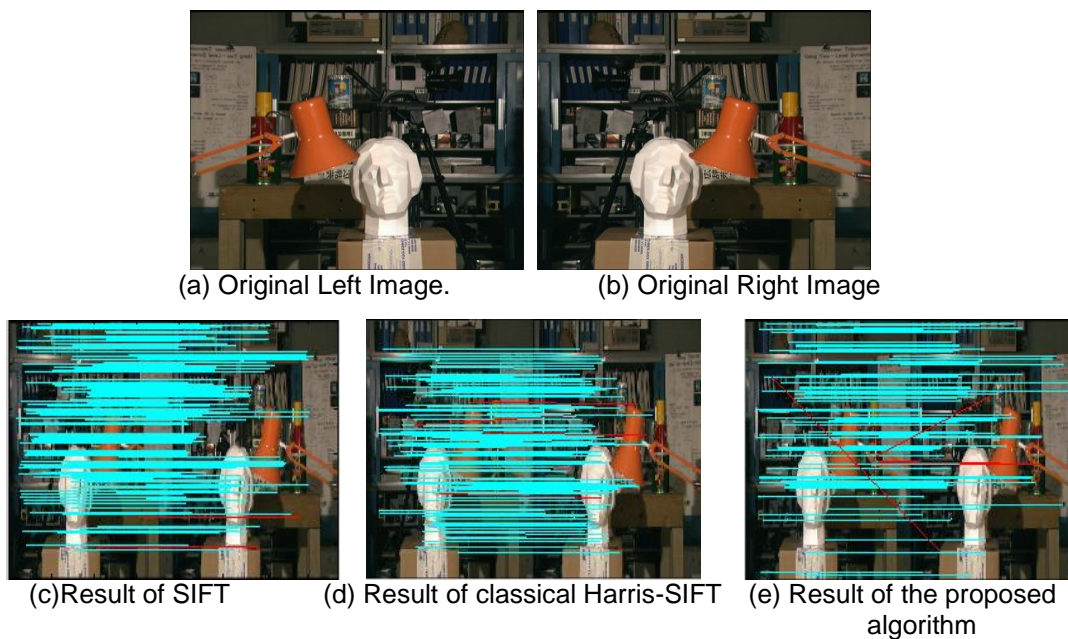 (a) Original Left Image.
(b) Original Right Image
(c)Result of SIFT
(d) Result of classical Harris-SIFT
(e) Result of the proposed
algorithm